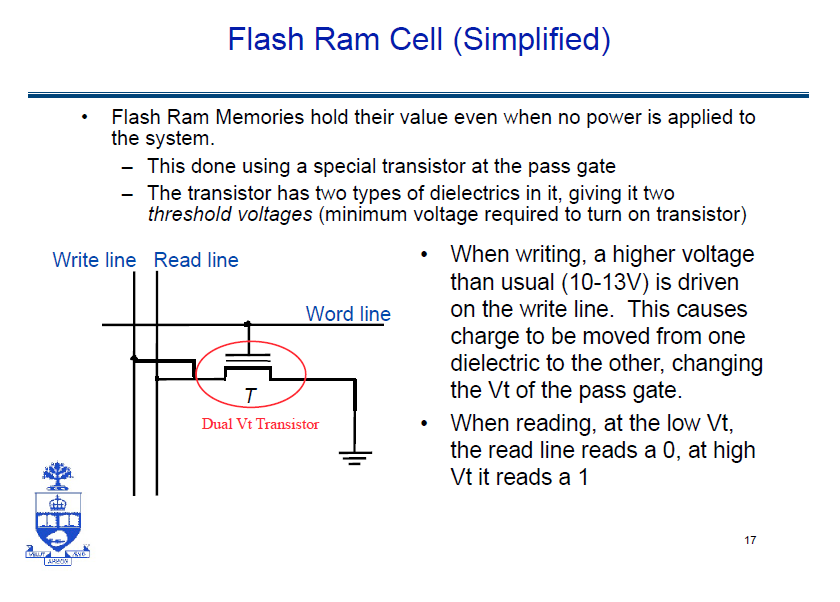 Flash Ram Cell (Simplified)
• Flash Ram Memories hold their value even when no power is applied to
the system.
– This done using a special transistor at the pass gate
– The transistor has two types of dielectrics in it, giving it two
threshold voltages (minimum voltage required to turn on transistor)
Write line Read line
Word line
T
Dual Vt Transistor
• When writing, a higher voltage
than usual (10-13V) is driven
on the write line. This causes
charge to be moved from one
dielectric to the other, changing
the Vt of the pass gate.
• When reading, at the low Vt,
the read line reads a 0, at high
Vt it reads a 1
17